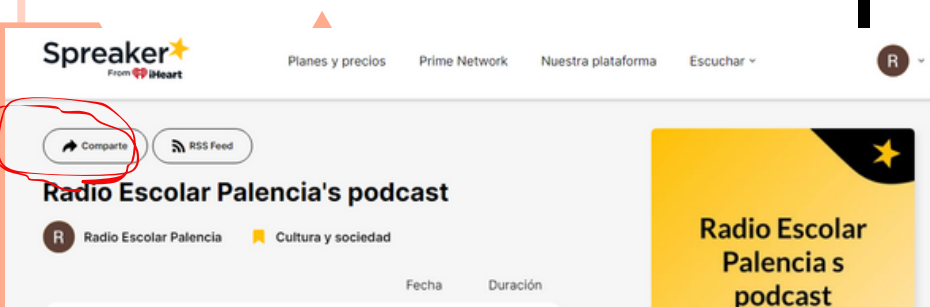 Spreaker
From iHeart
Planes y precios Prime Network Nuestra plataforma Escuchar
R
Comparte RSS Feed
Radio Escolar Palencia's podcast
R Radio Escolar Palencia Cultura y sociedad
Fecha Duración
Radio Escolar
Palencia s
podcast